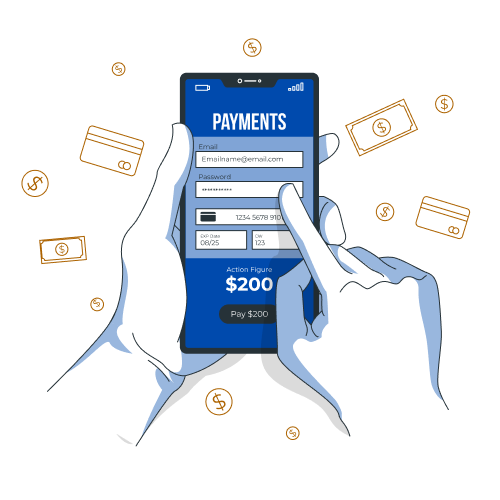 PAYMENTS
Email
Emailname@email.com
Password
***********
1234 5678 910
EXP Date
CVV
08/25
123
Action Figure
$200
Pay $200